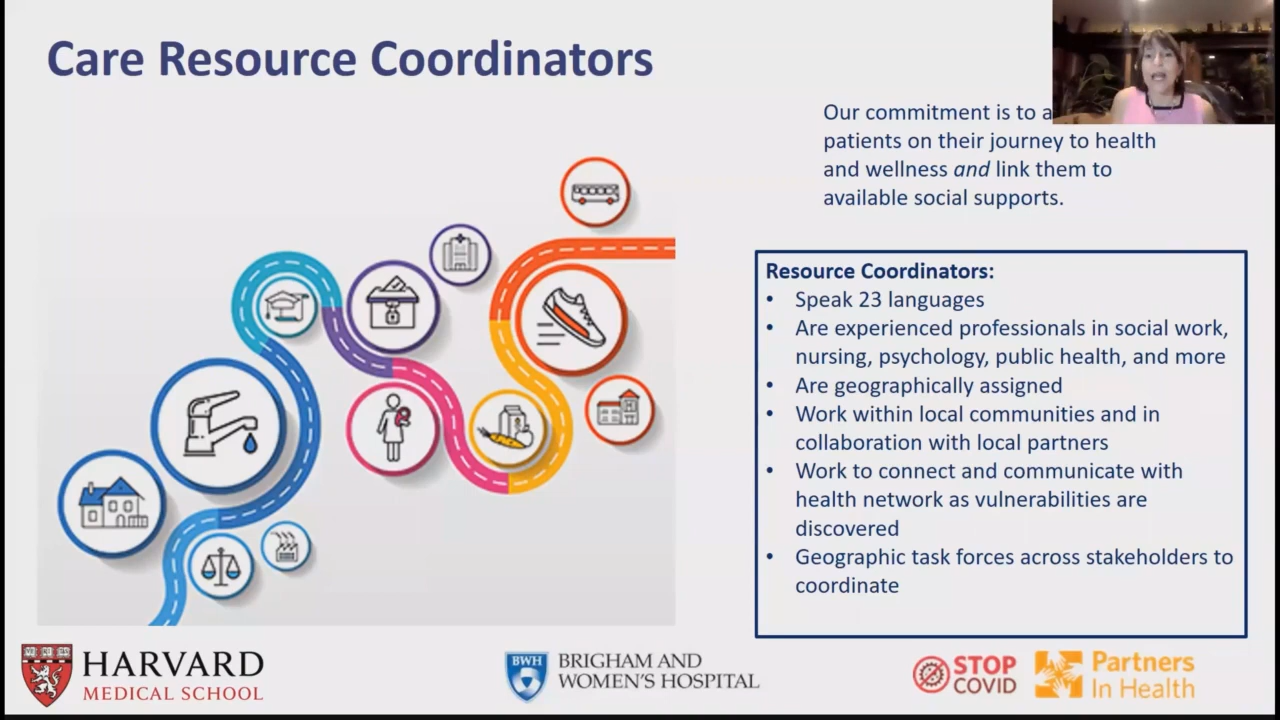 Care Resource Coordinators
Our commitment is to a
patients on their journey to health
and wellness and link them to
available social supports.
Resource Coordinators:
• Speak 23 languages
• Are experienced professionals in social work,
nursing, psychology, public health, and more
• Are geographically assigned
• Work within local communities and in
collaboration with local partners
• Work to connect and communicate with
health network as vulnerabilities are
discovered
• Geographic task forces across stakeholders to
coordinate
HARVARD
MEDICAL SCHOOL
BWH
BRIGHAM AND
WOMEN'S HOSPITAL
STOP
COVID
Partners
In Health